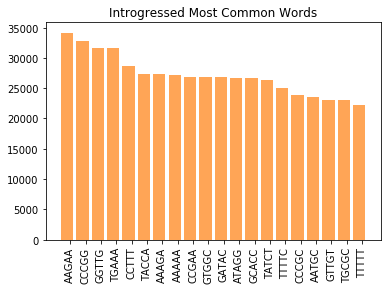 Introgressed Most Common Words
35000
30000
25000
20000
15000
10000
5000
0
AAGAA
CCCGG
GGTTG
TGAAA
CCTTT
TACCA
AAAGA
AAAAA
CCGAA
GTGGC
GATAC
ATAGG
GCACC
TATCT
TTTTC
CCCGC
AATGC
GTTGT
TGCGC
TTTTT